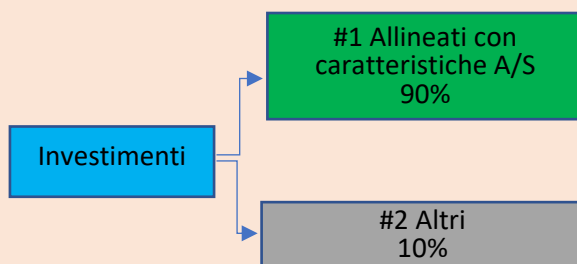 #1 Allineati con
caratteristiche A/S
90%
Investimenti
#2 Altri
10%